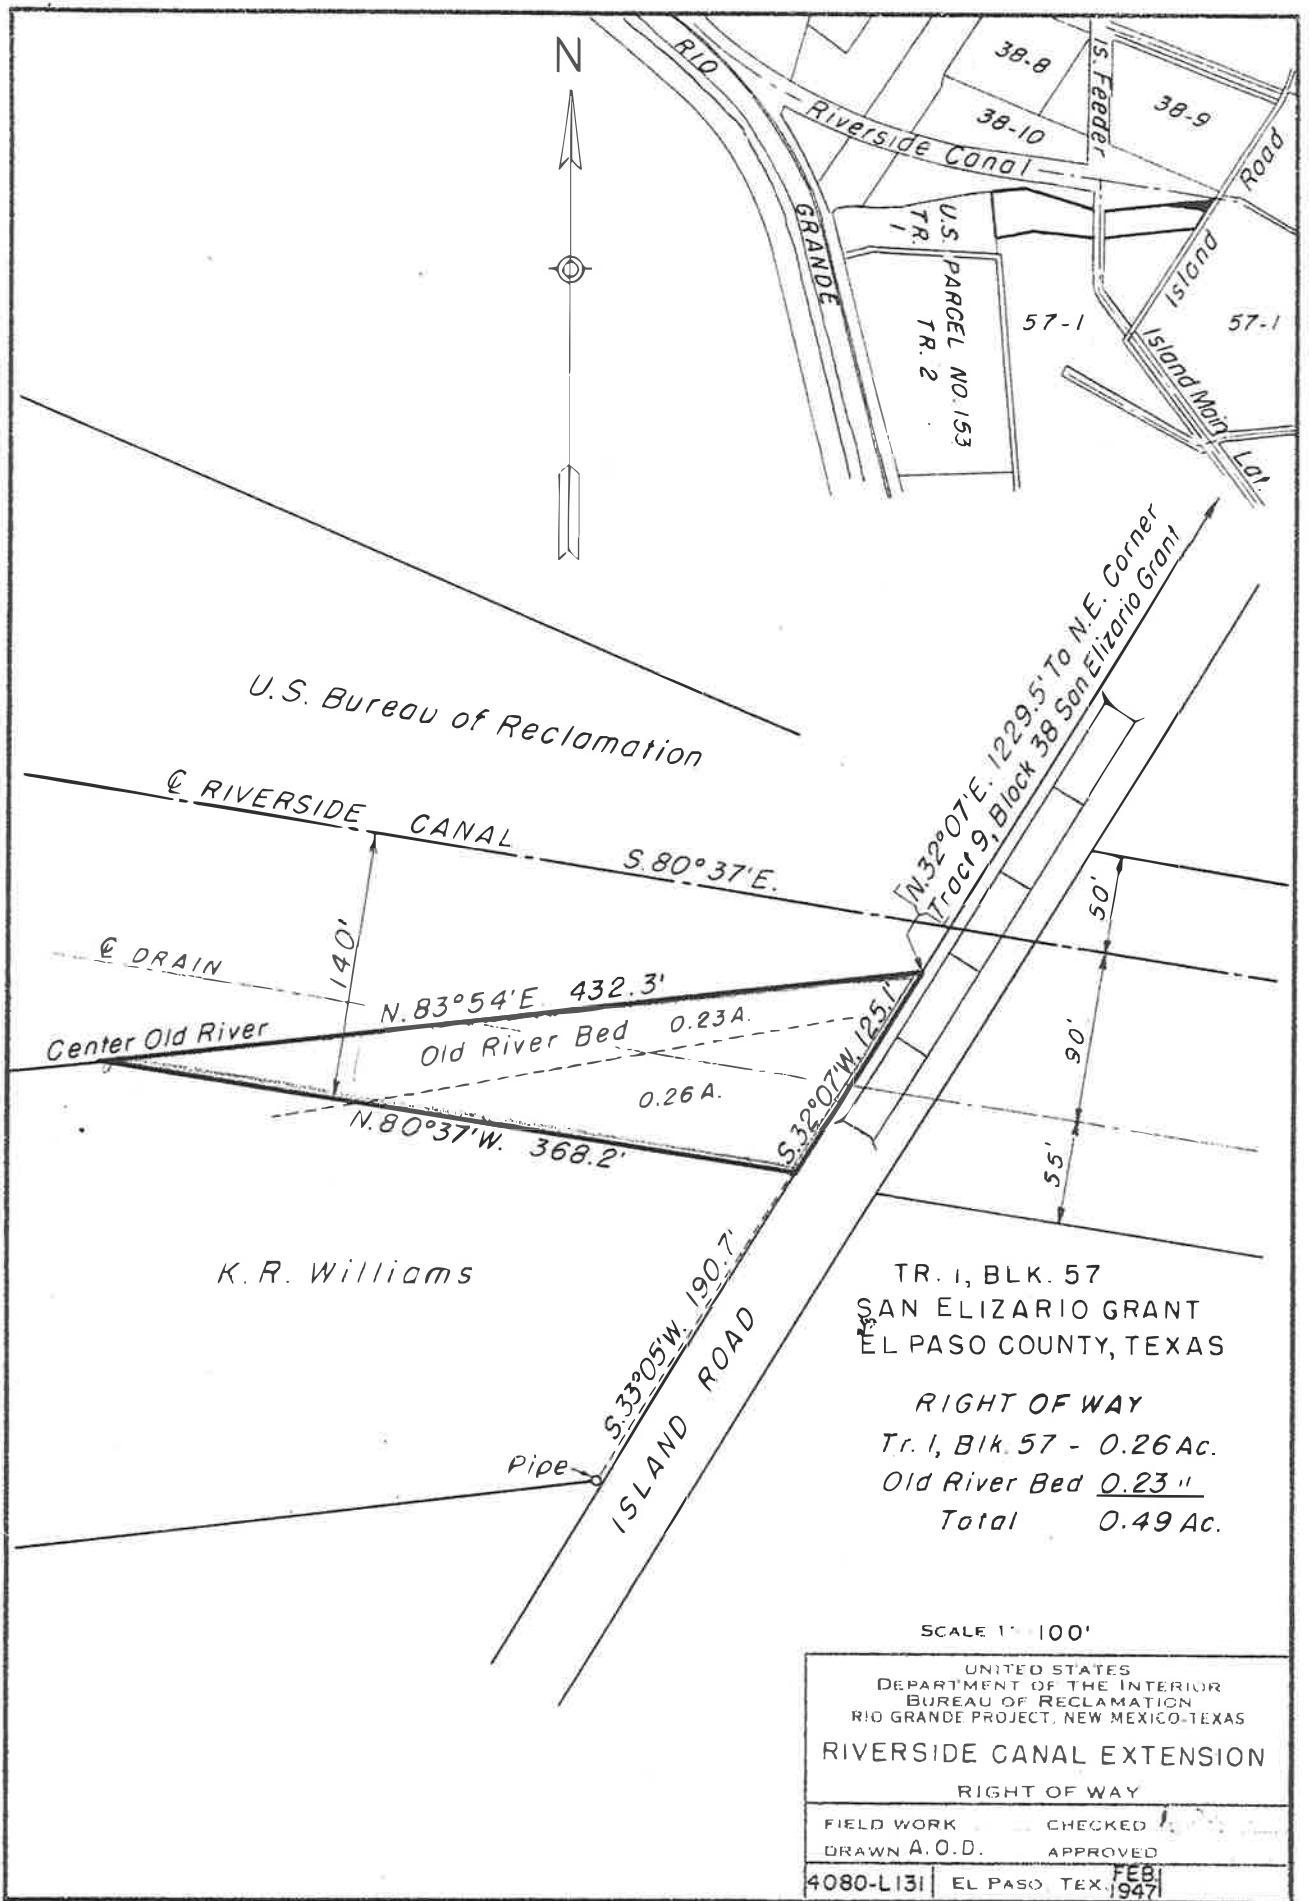 N
RIO
GRANDE
Riverside Canal
38-8
38-10
38-9
IS. Feeder
Island Road
U.S. PARCEL NO. 153
TR. 1
TR. 2
57-1
57-1
Island Main Lat.
U.S. Bureau of Reclamation
℄ RIVERSIDE CANAL
S.80°37'E.
N.32°07'E. 1229.5' To N.E. Corner
Tract 9, Block 38 San Elizario Grant
140'
℄ DRAIN
50'
90'
55'
N.83°54'E. 432.3'
Center Old River
Old River Bed 0.23A.
0.26A.
S.32°07'W. 125.1'
N.80°37'W. 368.2'
K.R. Williams
S.33°05'W. 190.7'
Pipe
ISLAND ROAD
TR. 1, BLK. 57
SAN ELIZARIO GRANT
EL PASO COUNTY, TEXAS
RIGHT OF WAY
Tr. 1, Blk. 57 - 0.26 Ac.
Old River Bed 0.23 "
Total 0.49 Ac.
SCALE 1" 100'
UNITED STATES
DEPARTMENT OF THE INTERIOR
BUREAU OF RECLAMATION
RIO GRANDE PROJECT, NEW MEXICO-TEXAS
RIVERSIDE CANAL EXTENSION
RIGHT OF WAY
FIELD WORK CHECKED
DRAWN A.O.D. APPROVED
4080-L131 EL PASO, TEX. FEB. 1947